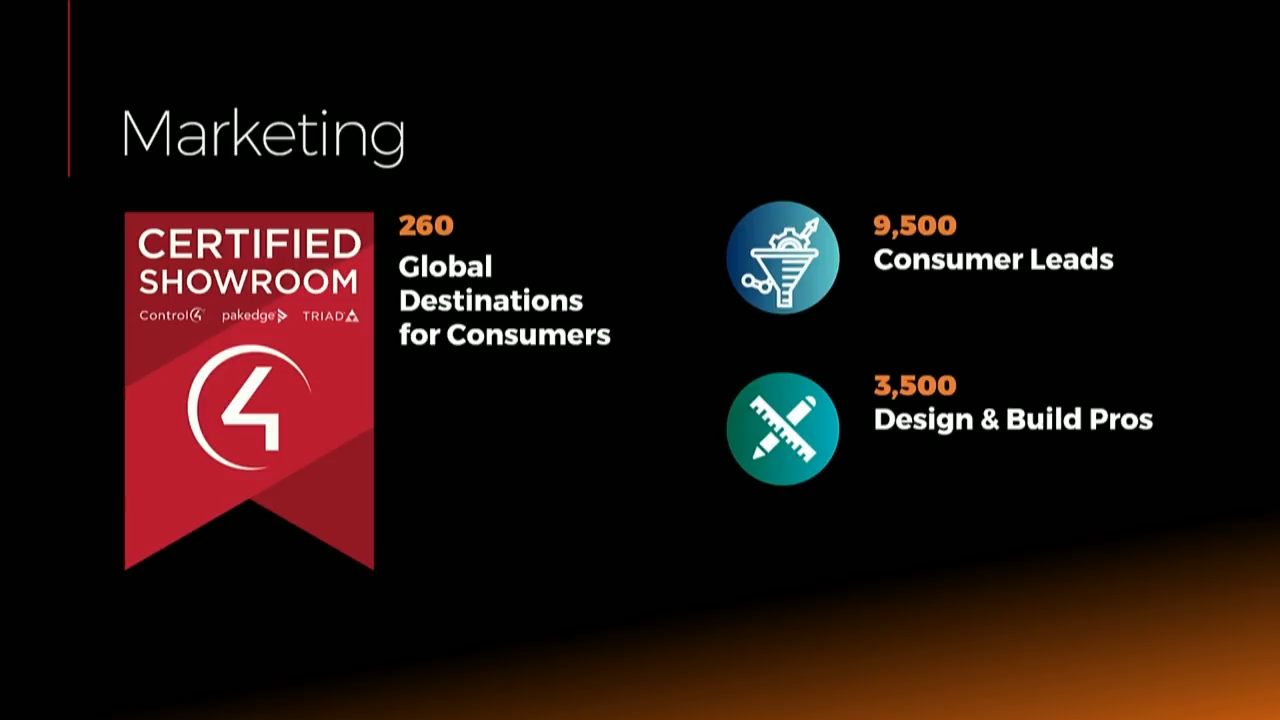 Marketing
CERTIFIED
SHOWROOM
Control4 pakedge TRIAD
4
260
Global
Destinations
for Consumers
9,500
Consumer Leads
3,500
Design & Build Pros